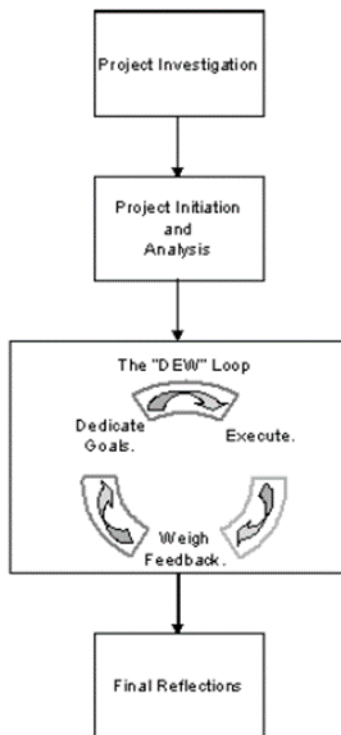 Project Investigation
Project Initiation
and
Analysis
The "DEW" Loop
Dedicate
Goals.
Execute.
Weigh
Feedback.
Final Reflections